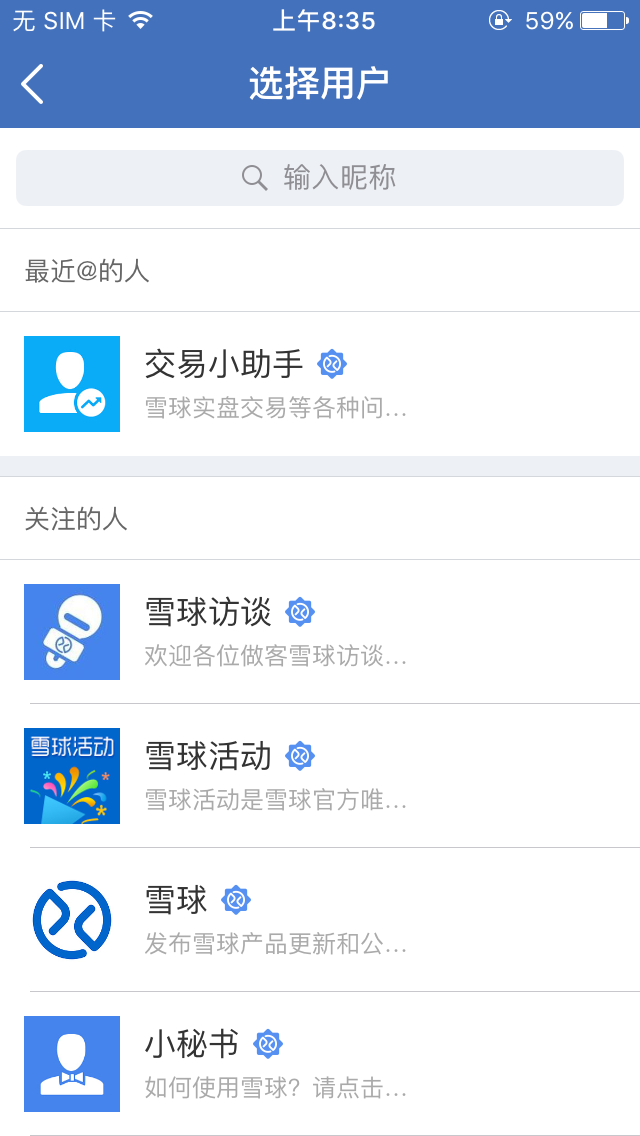 无 SIM 卡 上午8:35 59%
选择用户
输入昵称
最近@的人
交易小助手
雪球实盘交易等各种问...
关注的人
雪球访谈
欢迎各位做客雪球访谈...
雪球活动
雪球活动
雪球活动是雪球官方唯...
雪球
发布雪球产品更新和公...
小秘书
如何使用雪球？请点击...